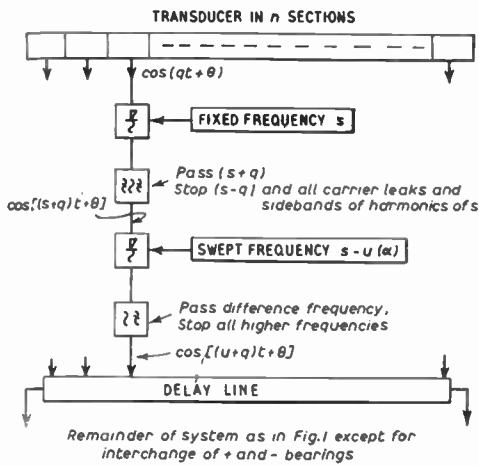 TRANSDUCER IN n SECTIONS
cos(qt+θ)
FIXED FREQUENCY s
Pass (s+q)
Stop (s-q) and all carrier leaks and
sidebands of harmonics of s
cos[(s+q)t+θ]
SWEPT FREQUENCY s-u(α)
Pass difference frequency,
Stop all higher frequencies
cos[(u+q)t+θ]
DELAY LINE
Remainder of system as in Fig.1 except for
interchange of + and - bearings